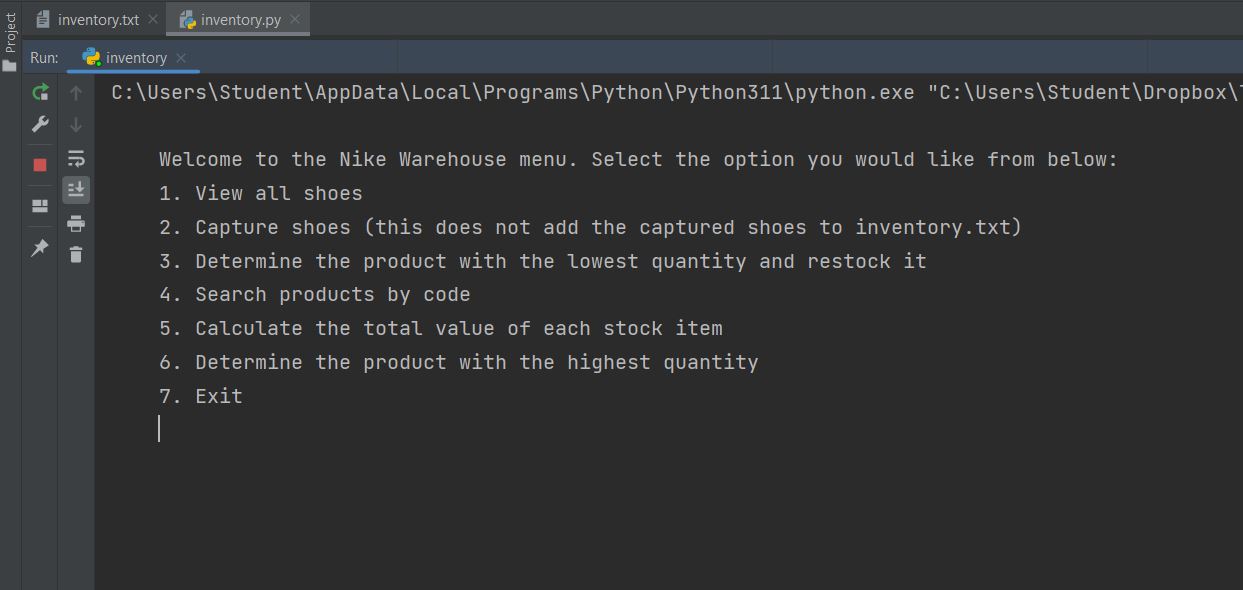 Project
inventory.txt
inventory.py
Run:
inventory
C:\Users\Student\AppData\Local\Programs\Python\Python311\python.exe "C:\Users\Student\Dropbox\
Welcome to the Nike Warehouse menu. Select the option you would like from below:
1. View all shoes
2. Capture shoes (this does not add the captured shoes to inventory.txt)
3. Determine the product with the lowest quantity and restock it
4. Search products by code
5. Calculate the total value of each stock item
6. Determine the product with the highest quantity
7. Exit